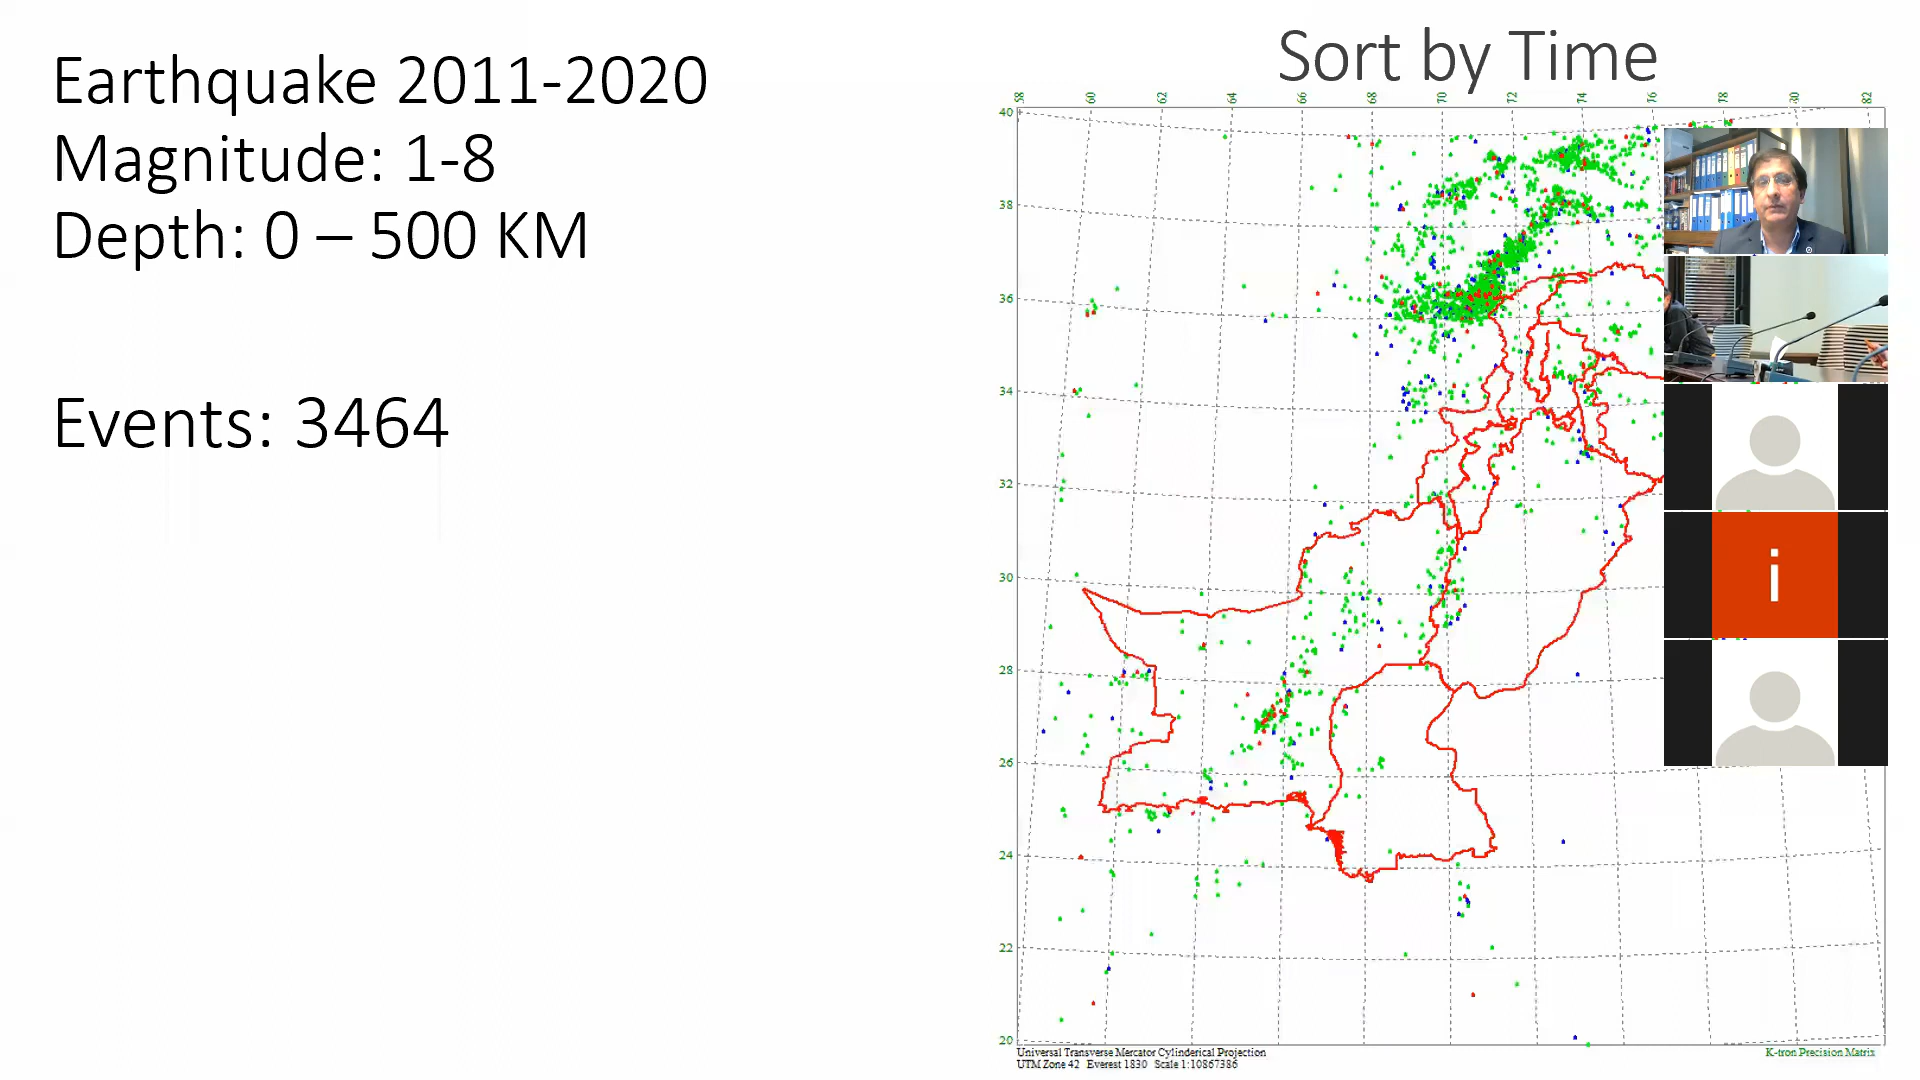 Earthquake 2011-2020
Magnitude: 1-8
Depth: 0 – 500 KM
Events: 3464
Sort by Time
58 60 62 64 66 68 70 72 74 76 78 80 82
40
38
36
34
32
30
28
26
24
22
20
i
Universal Transverse Mercator Cylinderical Projection
UTM Zone 42 Everest 1830 Scale 1:10867386
K-tron Precision Matrix